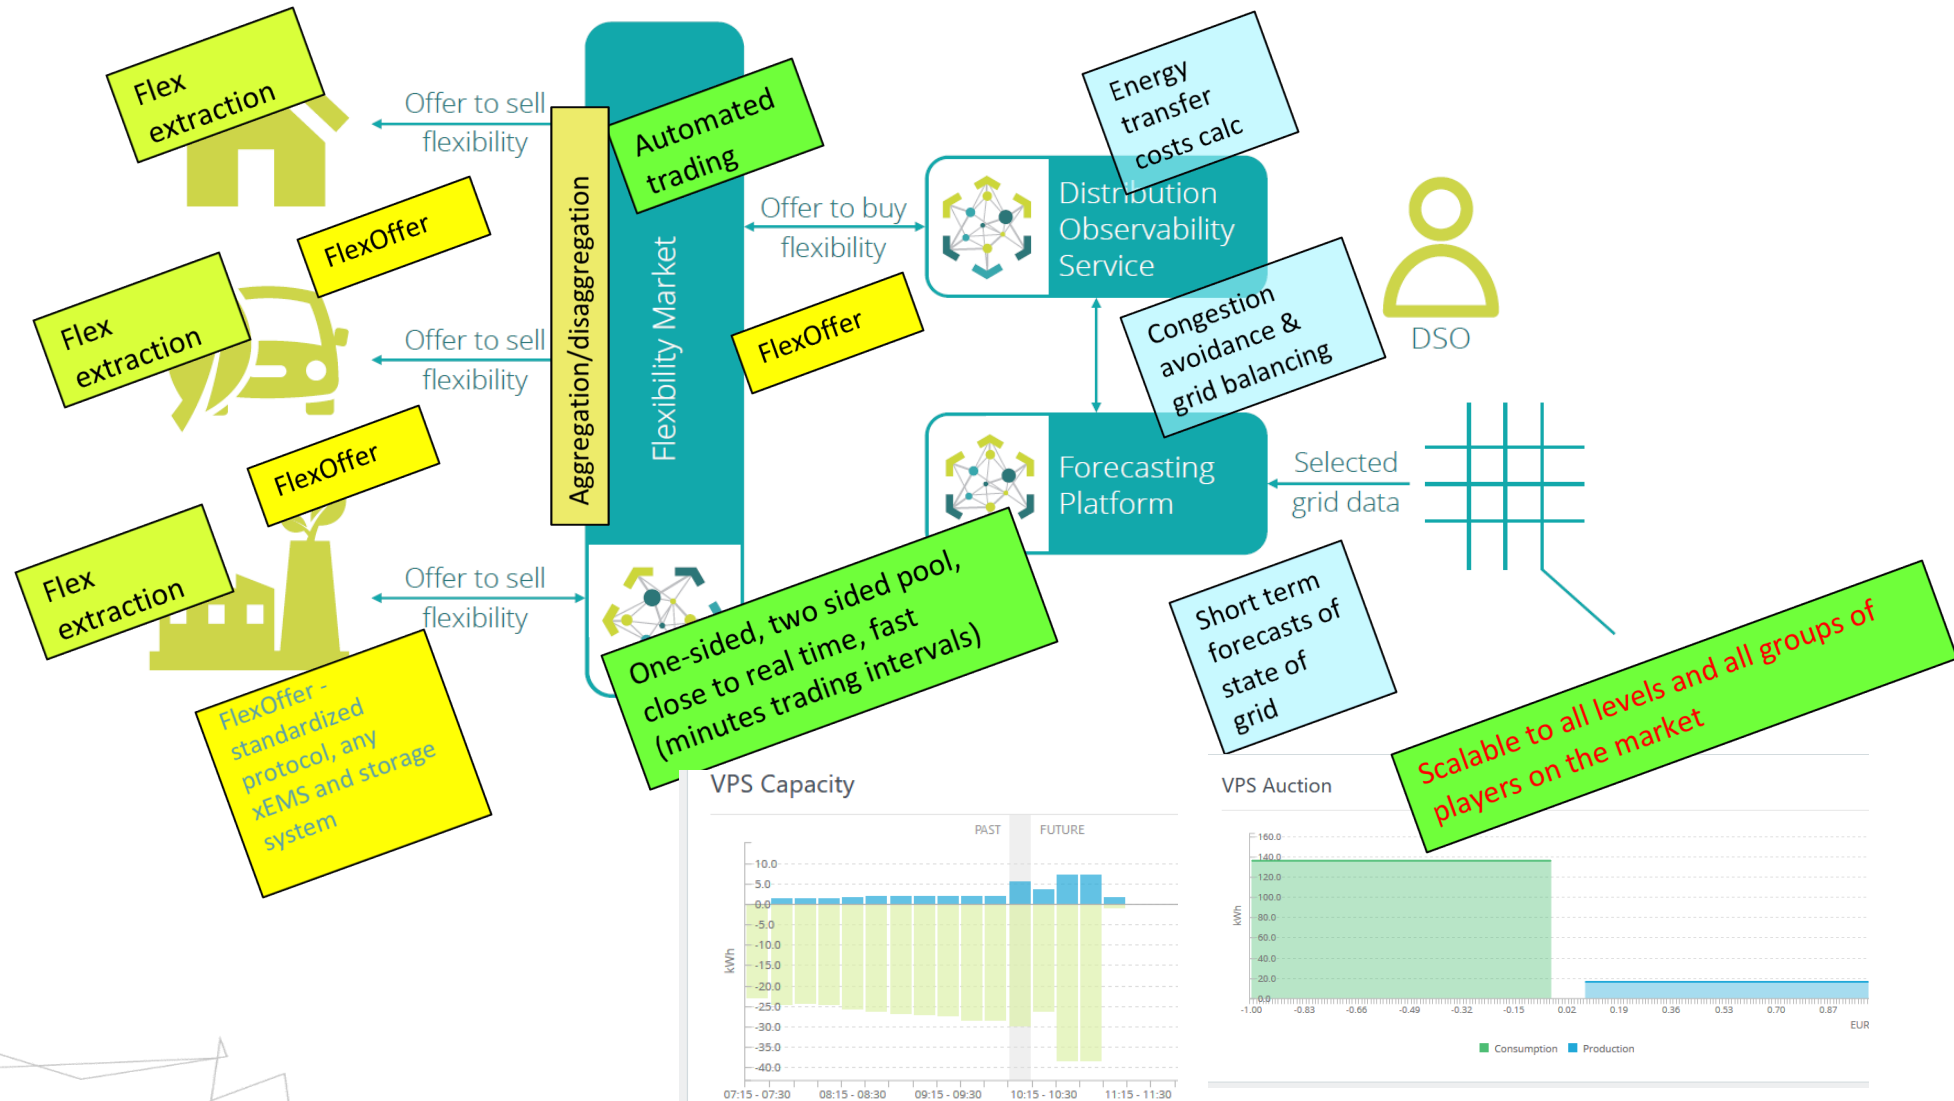 Flex
extraction
Offer to sell
flexibility
Automated
trading
Energy
transfer
costs calc
FlexOffer
Offer to buy
flexibility
Distribution
Observability
Service
Aggregation/disaggregation
Flexibility Market
Flex
extraction
Offer to sell
flexibility
FlexOffer
Congestion
avoidance &
grid balancing
DSO
FlexOffer
Forecasting
Platform
Selected
grid data
Flex
extraction
Offer to sell
flexibility
One-sided, two sided pool,
close to real time, fast
(minutes trading intervals)
Short term
forecasts of
state of
grid
Scalable to all levels and all groups of
players on the market
FlexOffer -
standardized
protocol, any
xEMS and storage
system
VPS Capacity
PAST FUTURE
10.0
5.0
0.0
-5.0
-10.0
-15.0
-20.0
-25.0
-30.0
-35.0
-40.0
kWh
07:15 - 07:30 08:15 - 08:30 09:15 - 09:30 10:15 - 10:30 11:15 - 11:30
VPS Auction
160.0
140.0
120.0
100.0
80.0
60.0
40.0
20.0
0.0
kWh
-1.00 -0.83 -0.66 -0.49 -0.32 -0.15 0.02 0.19 0.36 0.53 0.70 0.87
EUR
Consumption Production